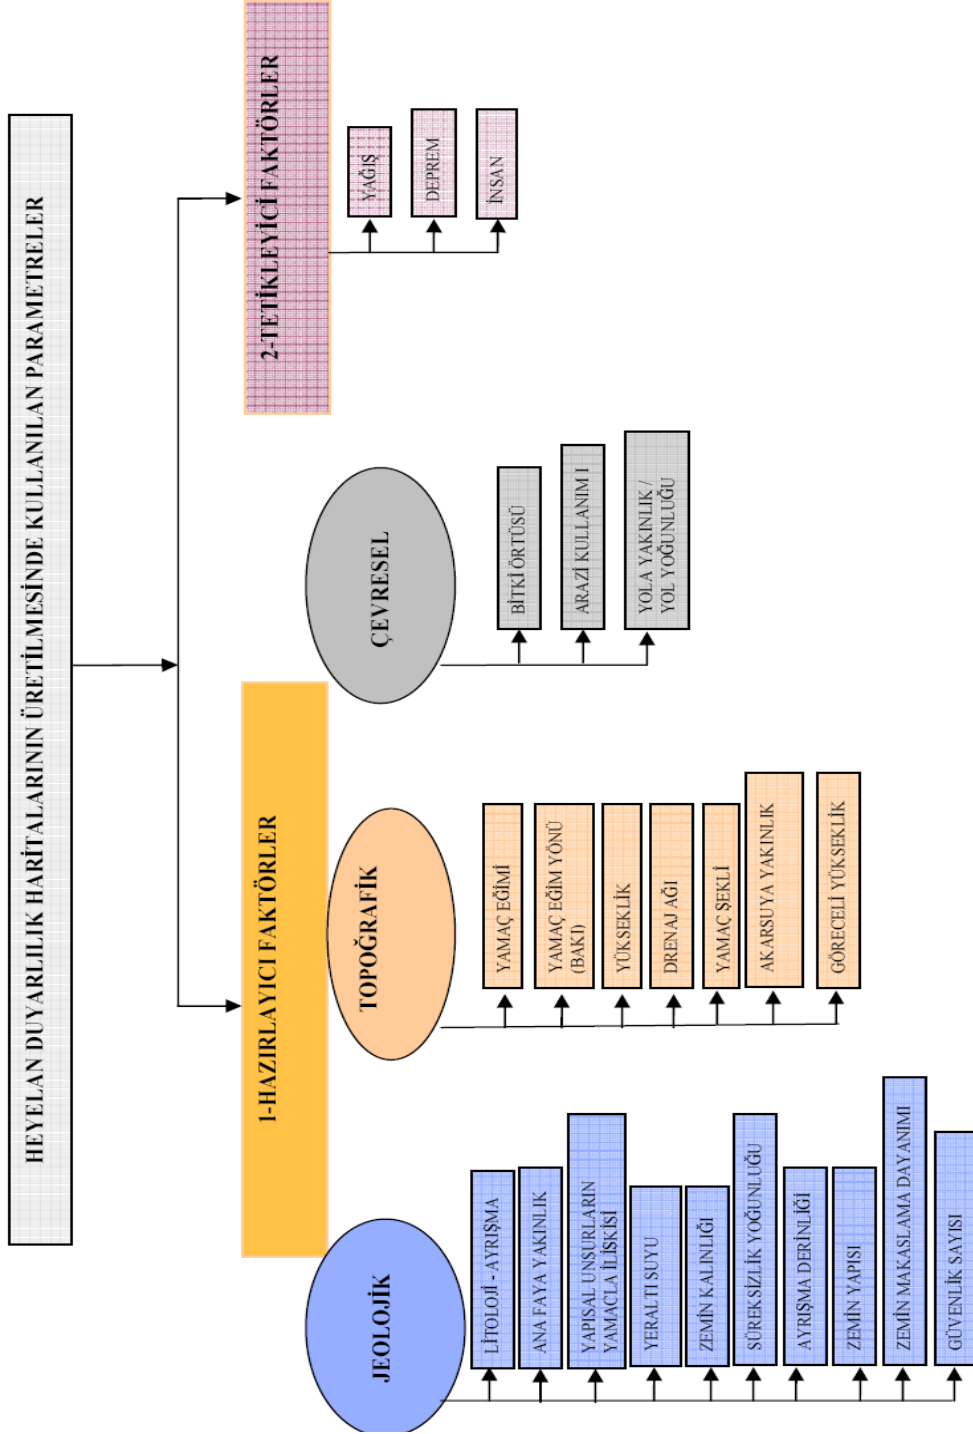 HEYELAN DUYARLILIK HARİTALARININ ÜRETİLMESİNDE KULLANILAN PARAMETRELER
1-HAZIRLAYICI FAKTÖRLER
JEOLOJİK
LİTOLOJİ - AYRIŞMA
ANA FAYA YAKINLIK
YAPISAL UNSURLARIN
YAMAÇLA İLİŞKİSİ
YERALTI SUYU
ZEMİN KALINLIĞI
SÜREKSİZLİK YOĞUNLUĞU
AYRIŞMA DERİNLİĞİ
ZEMİN YAPISI
ZEMİN MAKASLAMA DAYANIMI
GÜVENLİK SAYISI
TOPOĞRAFİK
YAMAÇ EĞİMİ
YAMAÇ EĞİM YÖNÜ
(BAKI)
YÜKSEKLİK
DRENAJ AĞI
YAMAÇ ŞEKLİ
AKARSUYA YAKINLIK
GÖRECELİ YÜKSEKLİK
ÇEVRESEL
BİTKİ ÖRTÜSÜ
ARAZİ KULLANIM I
YOLA YAKINLIK /
YOL YOĞUNLUĞU
2-TETİKLEYİCİ FAKTÖRLER
YAĞIŞ
DEPREM
İNSAN